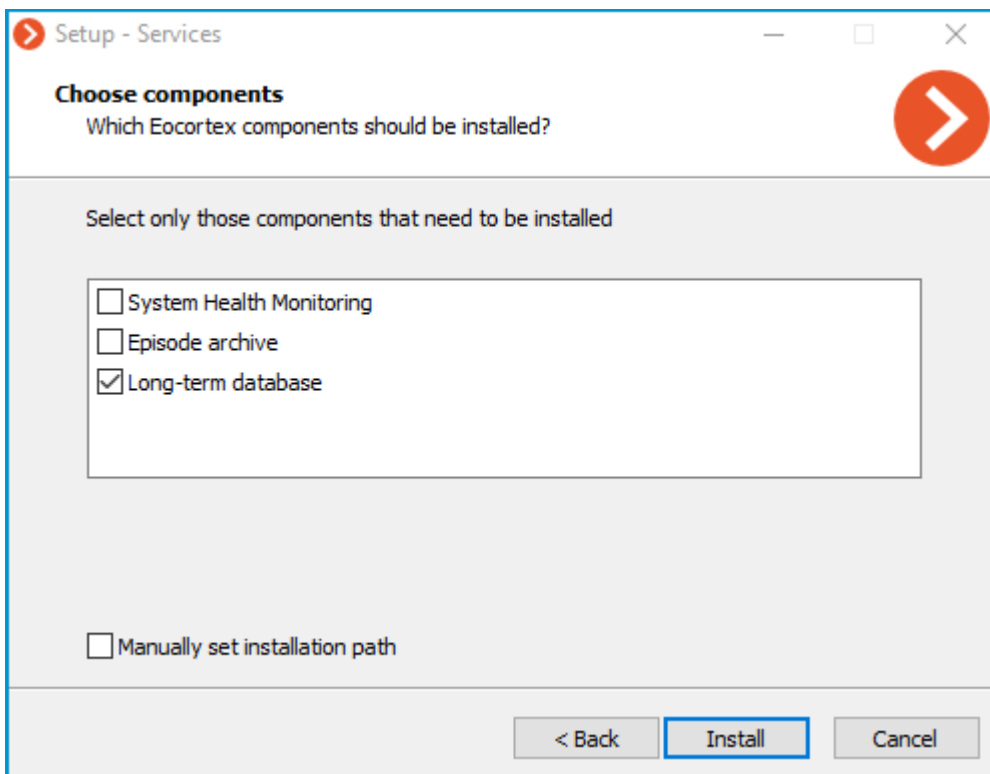 Setup - Services
Choose components
Which Eocortex components should be installed?
Select only those components that need to be installed
System Health Monitoring
Episode archive
Long-term database
Manually set installation path
< Back
Install
Cancel